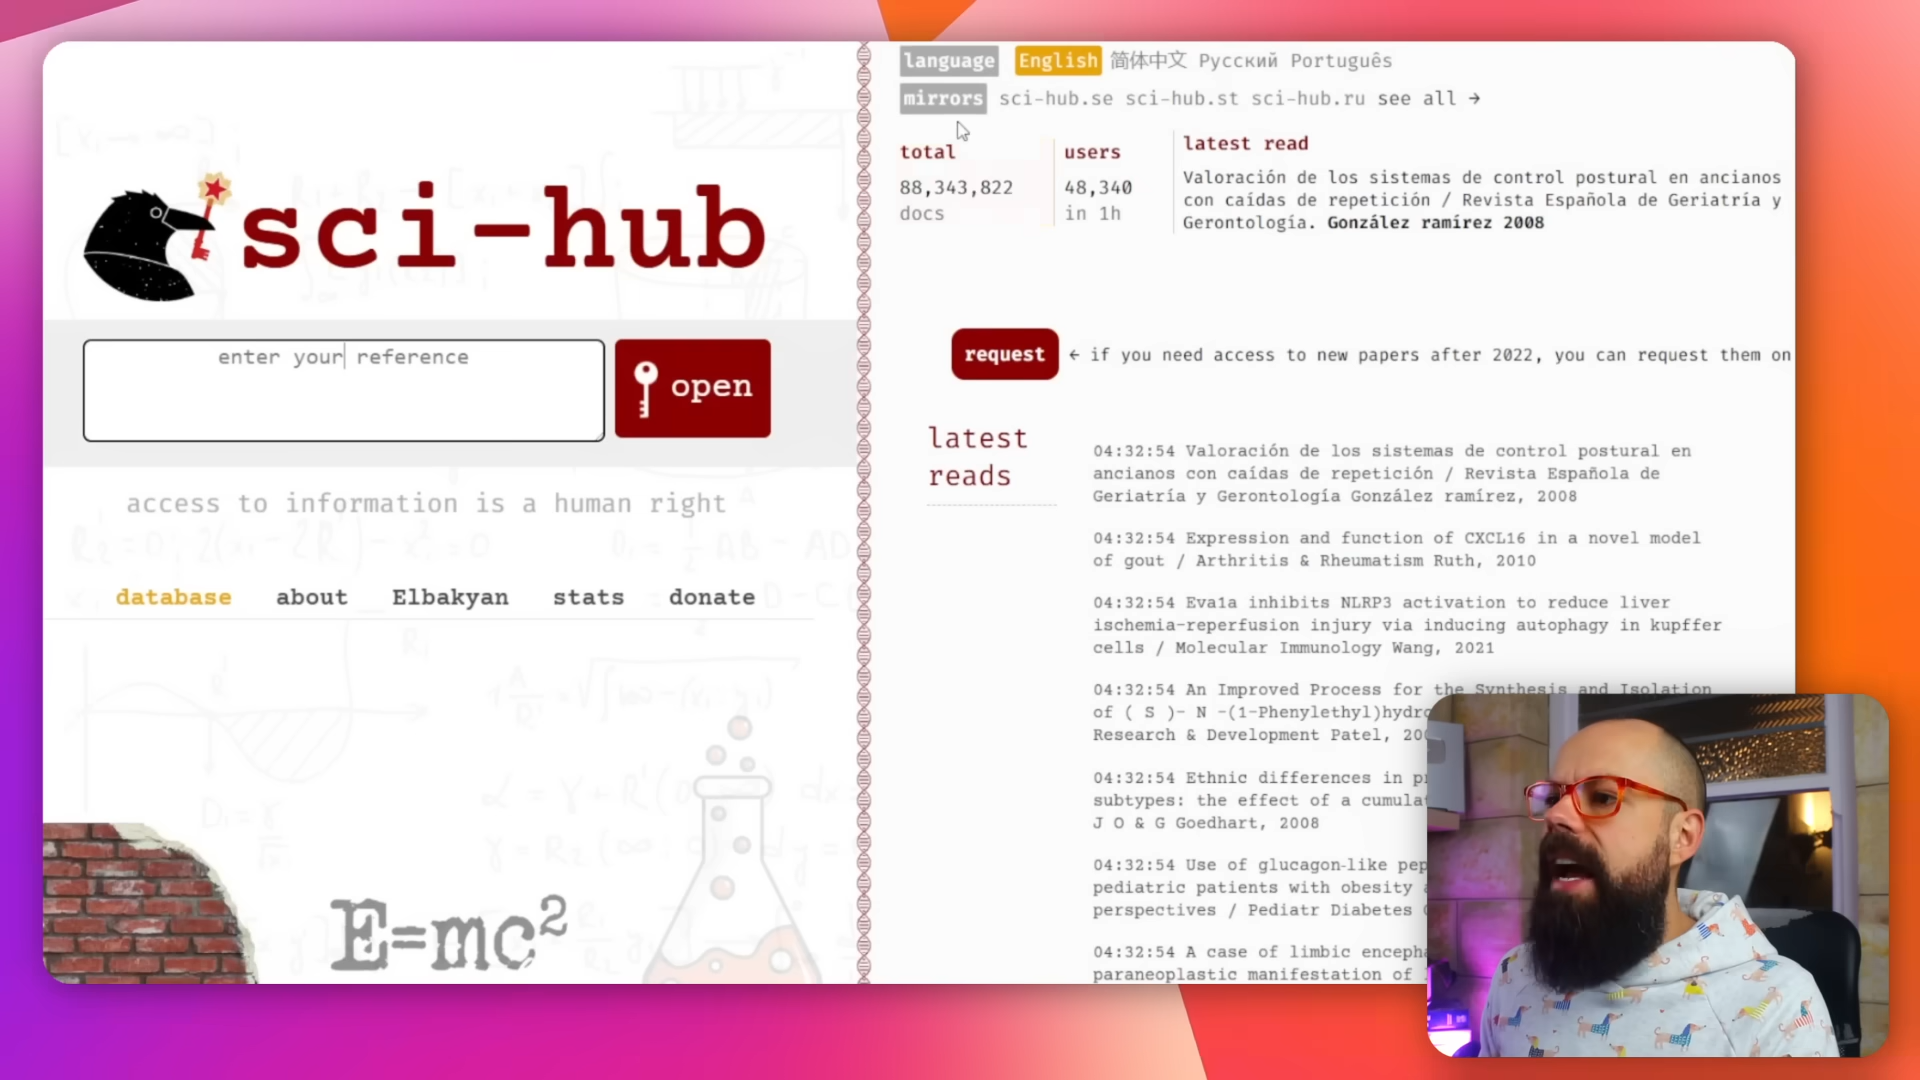 sci-hub
enter your reference
open
access to information is a human right
database about Elbakyan stats donate
E=mc²
language English 简体中文 Русский Português
mirrors sci-hub.se sci-hub.st sci-hub.ru see all →
total
88,343,822
docs
users
48,340
in 1h
latest read
Valoración de los sistemas de control postural en ancianos
con caídas de repetición / Revista Española de Geriatría y
Gerontología. González ramírez 2008
request ← if you need access to new papers after 2022, you can request them on
latest
reads
04:32:54 Valoración de los sistemas de control postural en
ancianos con caídas de repetición / Revista Española de
Geriatría y Gerontología González ramírez, 2008
04:32:54 Expression and function of CXCL16 in a novel model
of gout / Arthritis & Rheumatism Ruth, 2010
04:32:54 Eva1a inhibits NLRP3 activation to reduce liver
ischemia-reperfusion injury via inducing autophagy in kupffer
cells / Molecular Immunology Wang, 2021
04:32:54 An Improved Process for the Synthesis and Isolation
of ( S )- N -(1-Phenylethyl)hydro
Research & Development Patel, 20
04:32:54 Ethnic differences in p
subtypes: the effect of a cumula
J O & G Goedhart, 2008
04:32:54 Use of glucagon-like pep
pediatric patients with obesity
perspectives / Pediatr Diabetes
04:32:54 A case of limbic enceph
paraneoplastic manifestation of